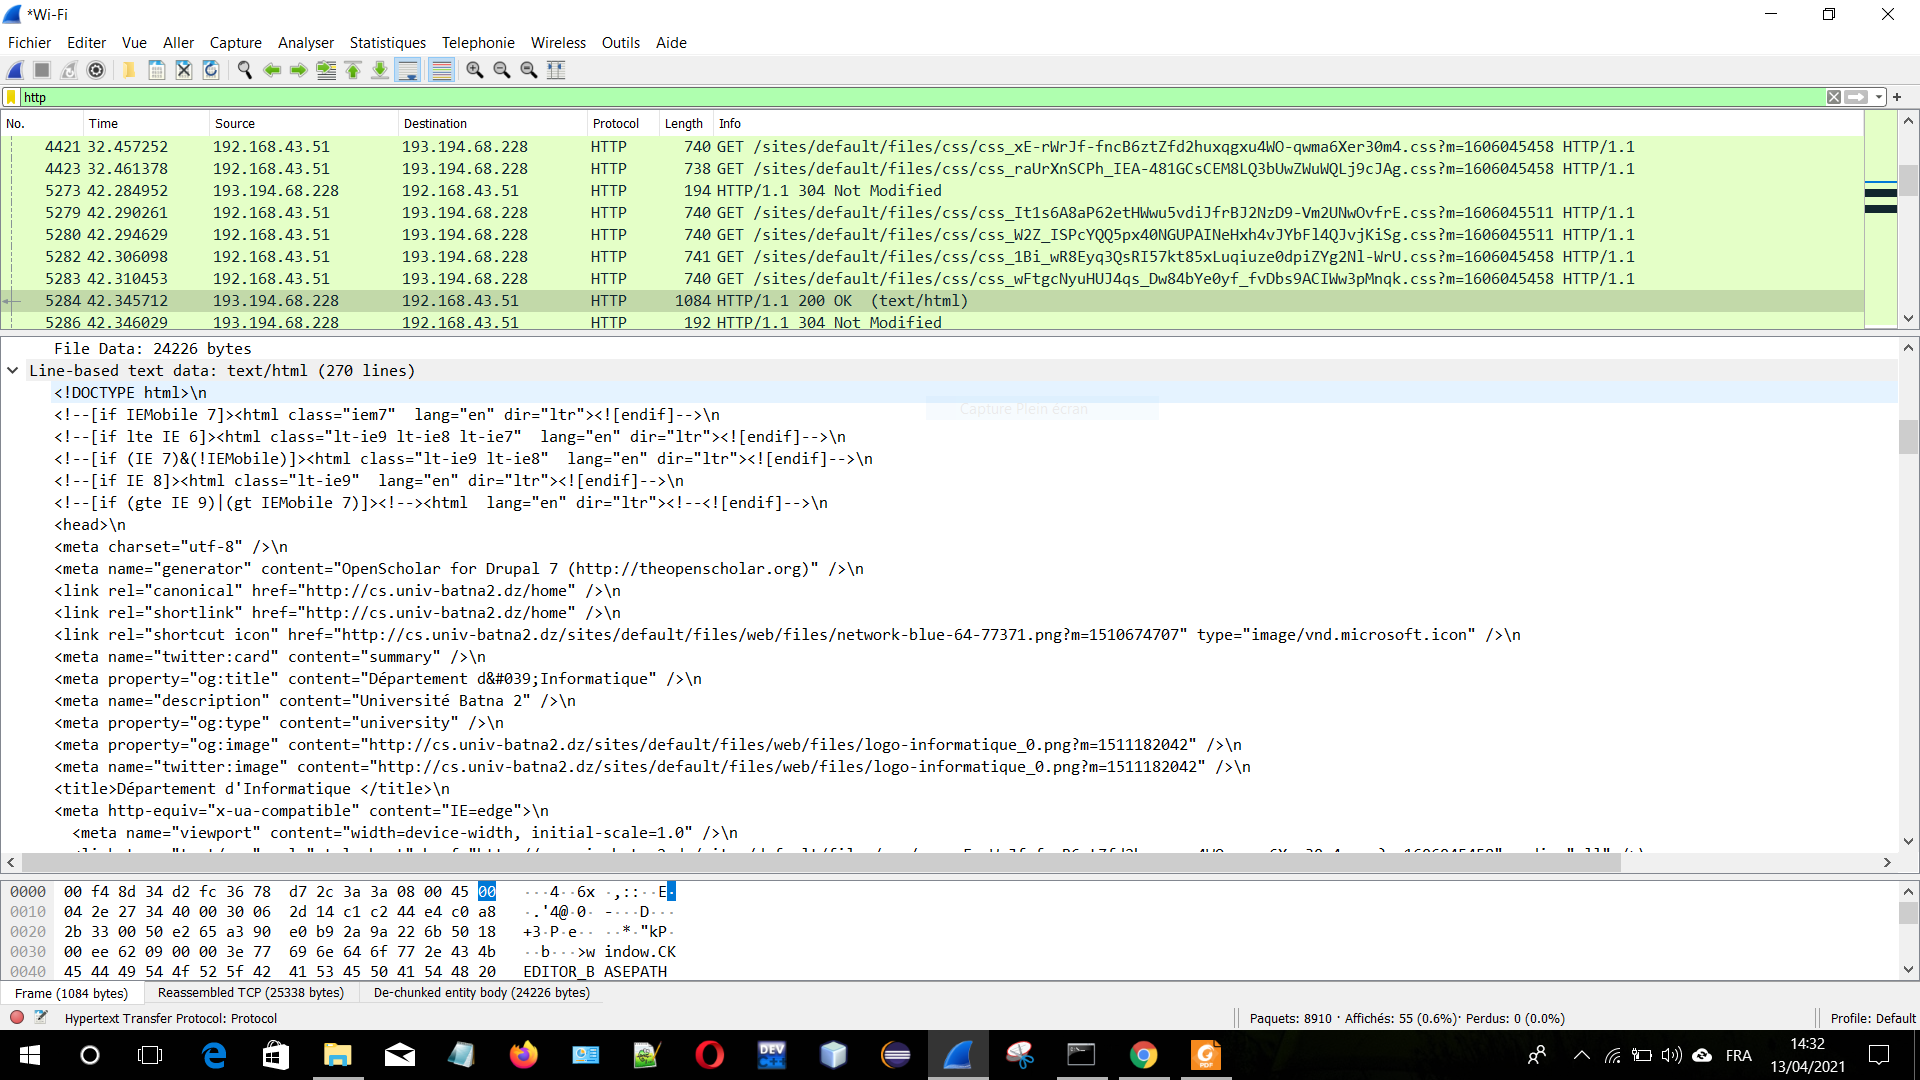 *Wi-Fi
Fichier Editer Vue Aller Capture Analyser Statistiques Telephonie Wireless Outils Aide
http
No. Time Source Destination Protocol Length Info
4421 32.457252 192.168.43.51 193.194.68.228 HTTP 740 GET /sites/default/files/css/css_xE-rWrJf-fncB6ztZfd2huxqgxu4WO-qwma6Xer30m4.css?m=1606045458 HTTP/1.1
4423 32.461378 192.168.43.51 193.194.68.228 HTTP 738 GET /sites/default/files/css/css_raUrXnSCPh_IEA-481GCsCEM8LQ3bUwZWuWQLj9cJAg.css?m=1606045458 HTTP/1.1
5273 42.284952 193.194.68.228 192.168.43.51 HTTP 194 HTTP/1.1 304 Not Modified
5279 42.290261 192.168.43.51 193.194.68.228 HTTP 740 GET /sites/default/files/css/css_It1s6A8aP62etHWwu5vdiJfrBJ2NzD9-Vm2UNwOvfrE.css?m=1606045511 HTTP/1.1
5280 42.294629 192.168.43.51 193.194.68.228 HTTP 740 GET /sites/default/files/css/css_W2Z_ISPcYQQ5px40NGUPAINeHxh4vJYbFl4QJvjKiSg.css?m=1606045511 HTTP/1.1
5282 42.306098 192.168.43.51 193.194.68.228 HTTP 741 GET /sites/default/files/css/css_1Bi_wR8Eyq3QsRI57kt85xLuqiuze0dpiZYg2Nl-WrU.css?m=1606045458 HTTP/1.1
5283 42.310453 192.168.43.51 193.194.68.228 HTTP 740 GET /sites/default/files/css/css_wFtgcNyuHUJ4qs_Dw84bYe0yf_fvDbs9ACIWw3pMnqk.css?m=1606045458 HTTP/1.1
5284 42.345712 193.194.68.228 192.168.43.51 HTTP 1084 HTTP/1.1 200 OK (text/html)
5286 42.346029 193.194.68.228 192.168.43.51 HTTP 192 HTTP/1.1 304 Not Modified
File Data: 24226 bytes
Line-based text data: text/html (270 lines)
<!DOCTYPE html>\n
<!--[if IEMobile 7]><html class="iem7"  lang="en" dir="ltr"><![endif]-->\n
Capture Plein écran
<!--[if lte IE 6]><html class="lt-ie9 lt-ie8 lt-ie7"  lang="en" dir="ltr"><![endif]-->\n
<!--[if (IE 7)&(!IEMobile)]><html class="lt-ie9 lt-ie8"  lang="en" dir="ltr"><![endif]-->\n
<!--[if IE 8]><html class="lt-ie9"  lang="en" dir="ltr"><![endif]-->\n
<!--[if (gte IE 9)|(gt IEMobile 7)]><!--><html  lang="en" dir="ltr"><!--<![endif]-->\n
<head>\n
<meta charset="utf-8" />\n
<meta name="generator" content="OpenScholar for Drupal 7 (http://theopenscholar.org)" />\n
<link rel="canonical" href="http://cs.univ-batna2.dz/home" />\n
<link rel="shortlink" href="http://cs.univ-batna2.dz/home" />\n
<link rel="shortcut icon" href="http://cs.univ-batna2.dz/sites/default/files/web/files/network-blue-64-77371.png?m=1510674707" type="image/vnd.microsoft.icon" />\n
<meta name="twitter:card" content="summary" />\n
<meta property="og:title" content="Département d&#039;Informatique" />\n
<meta name="description" content="Université Batna 2" />\n
<meta property="og:type" content="university" />\n
<meta property="og:image" content="http://cs.univ-batna2.dz/sites/default/files/web/files/logo-informatique_0.png?m=1511182042" />\n
<meta name="twitter:image" content="http://cs.univ-batna2.dz/sites/default/files/web/files/logo-informatique_0.png?m=1511182042" />\n
<title>Département d'Informatique </title>\n
<meta http-equiv="x-ua-compatible" content="IE=edge">\n
<meta name="viewport" content="width=device-width, initial-scale=1.0" />\n
0000 00 f4 8d 34 d2 fc 36 78 d7 2c 3a 3a 08 00 45 00 ···4··6x ·,::··E·
0010 04 2e 27 34 40 00 30 06 2d 14 c1 c2 44 e4 c0 a8 ·.'4@·0· -···D···
0020 2b 33 00 50 e2 65 a3 90 e0 b9 2a 9a 22 6b 50 18 +3·P·e·· ··*·"kP·
0030 00 ee 62 09 00 00 3e 77 69 6e 64 6f 77 2e 43 4b ··b···>w indow.CK
0040 45 44 49 54 4f 52 5f 42 41 53 45 50 41 54 48 20 EDITOR_B ASEPATH
Frame (1084 bytes) Reassembled TCP (25338 bytes) De-chunked entity body (24226 bytes)
Hypertext Transfer Protocol: Protocol Paquets: 8910 · Affichés: 55 (0.6%)· Perdus: 0 (0.0%) Profile: Default
DEV C++
PDF
FRA
14:32
13/04/2021